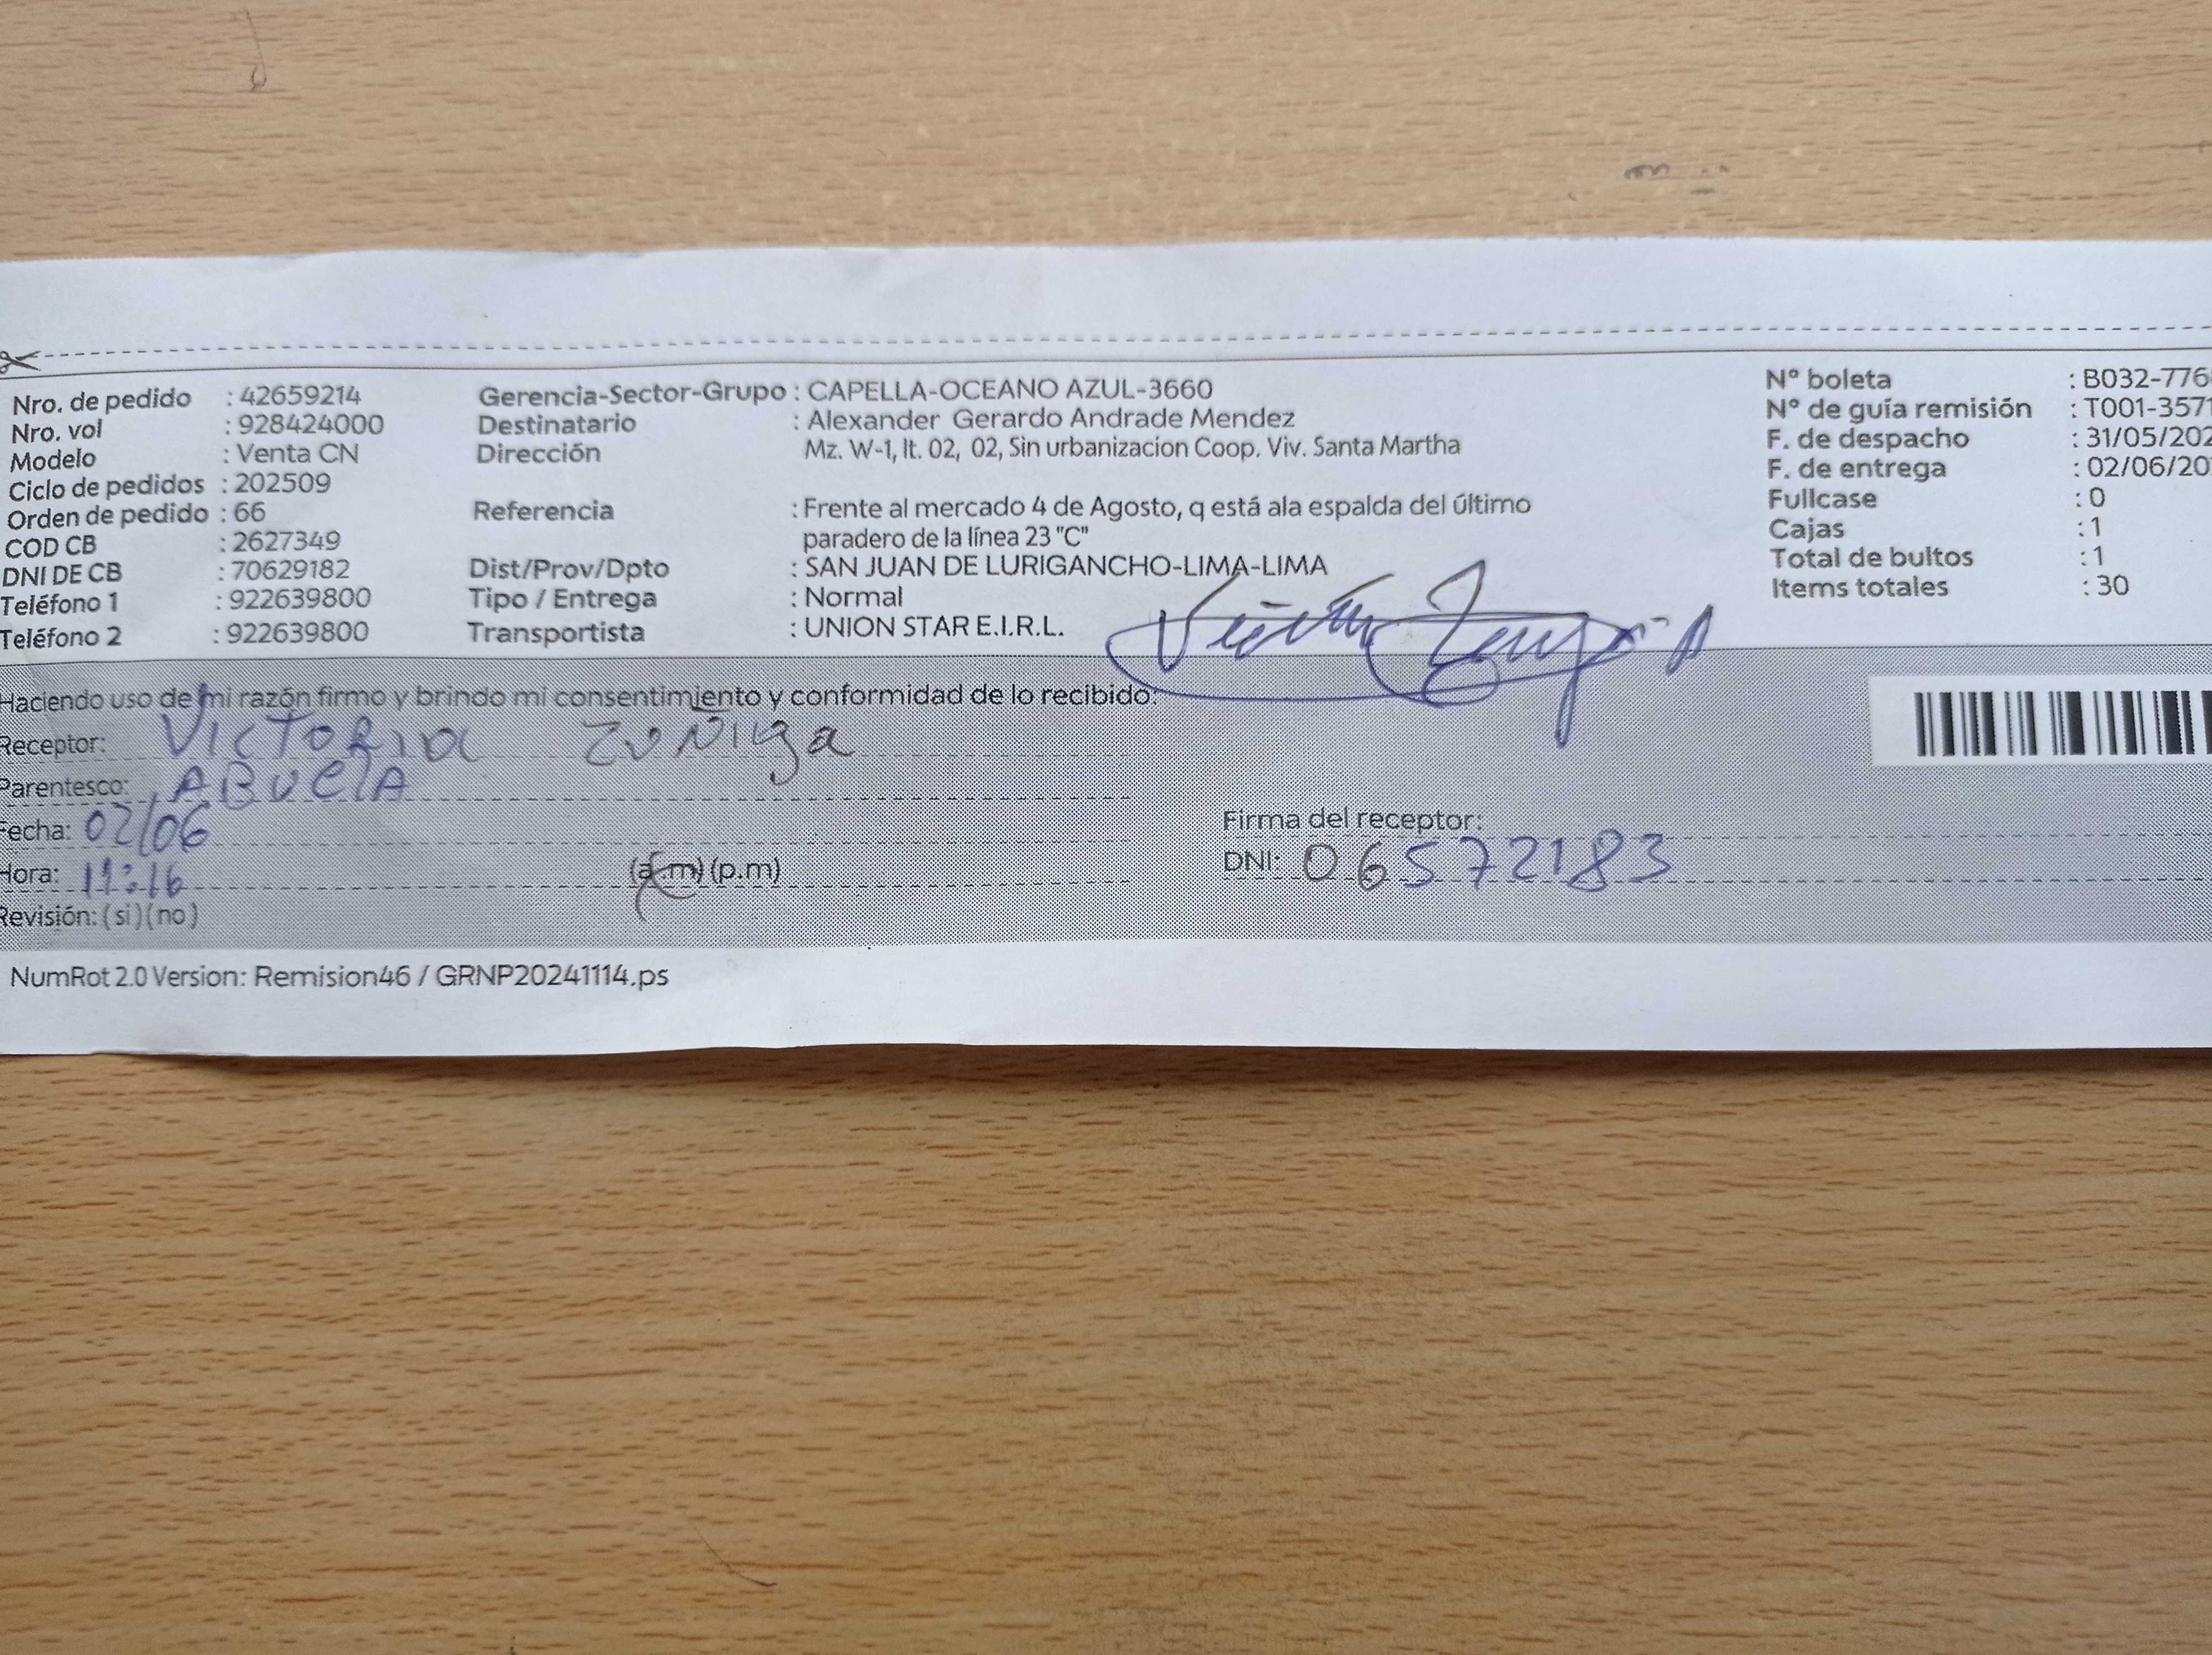 Nro. de pedido : 42659214
Nro. vol : 928424000
Modelo : Venta CN
Ciclo de pedidos : 202509
Orden de pedido : 66
COD CB : 2627349
DNI DE CB : 70629182
Teléfono 1 : 922639800
Teléfono 2 : 922639800
Gerencia-Sector-Grupo : CAPELLA-OCEANO AZUL-3660
Destinatario : Alexander Gerardo Andrade Mendez
Dirección Mz. W-1, lt. 02, 02, Sin urbanizacion Coop. Viv. Santa Martha
Referencia : Frente al mercado 4 de Agosto, q está ala espalda del último
paradero de la línea 23 "C"
Dist/Prov/Dpto : SAN JUAN DE LURIGANCHO-LIMA-LIMA
Tipo / Entrega : Normal
Transportista : UNION STAR E.I.R.L.
N° boleta : B032-776
N° de guía remisión : T001-3571
F. de despacho : 31/05/202
F. de entrega : 02/06/20
Fullcase : 0
Cajas : 1
Total de bultos : 1
Items totales : 30
Haciendo uso de mi razón firmo y brindo mi consentimiento y conformidad de lo recibido:
Receptor: VICTORIA ZUÑIGA
Parentesco: ABUELA
Fecha: 02/06
Hora: 11:16 (a.m) (p.m)
Revisión: (si) (no)
Firma del receptor:
DNI: 06572183
NumRot 2.0 Version: Remision46 / GRNP20241114.ps